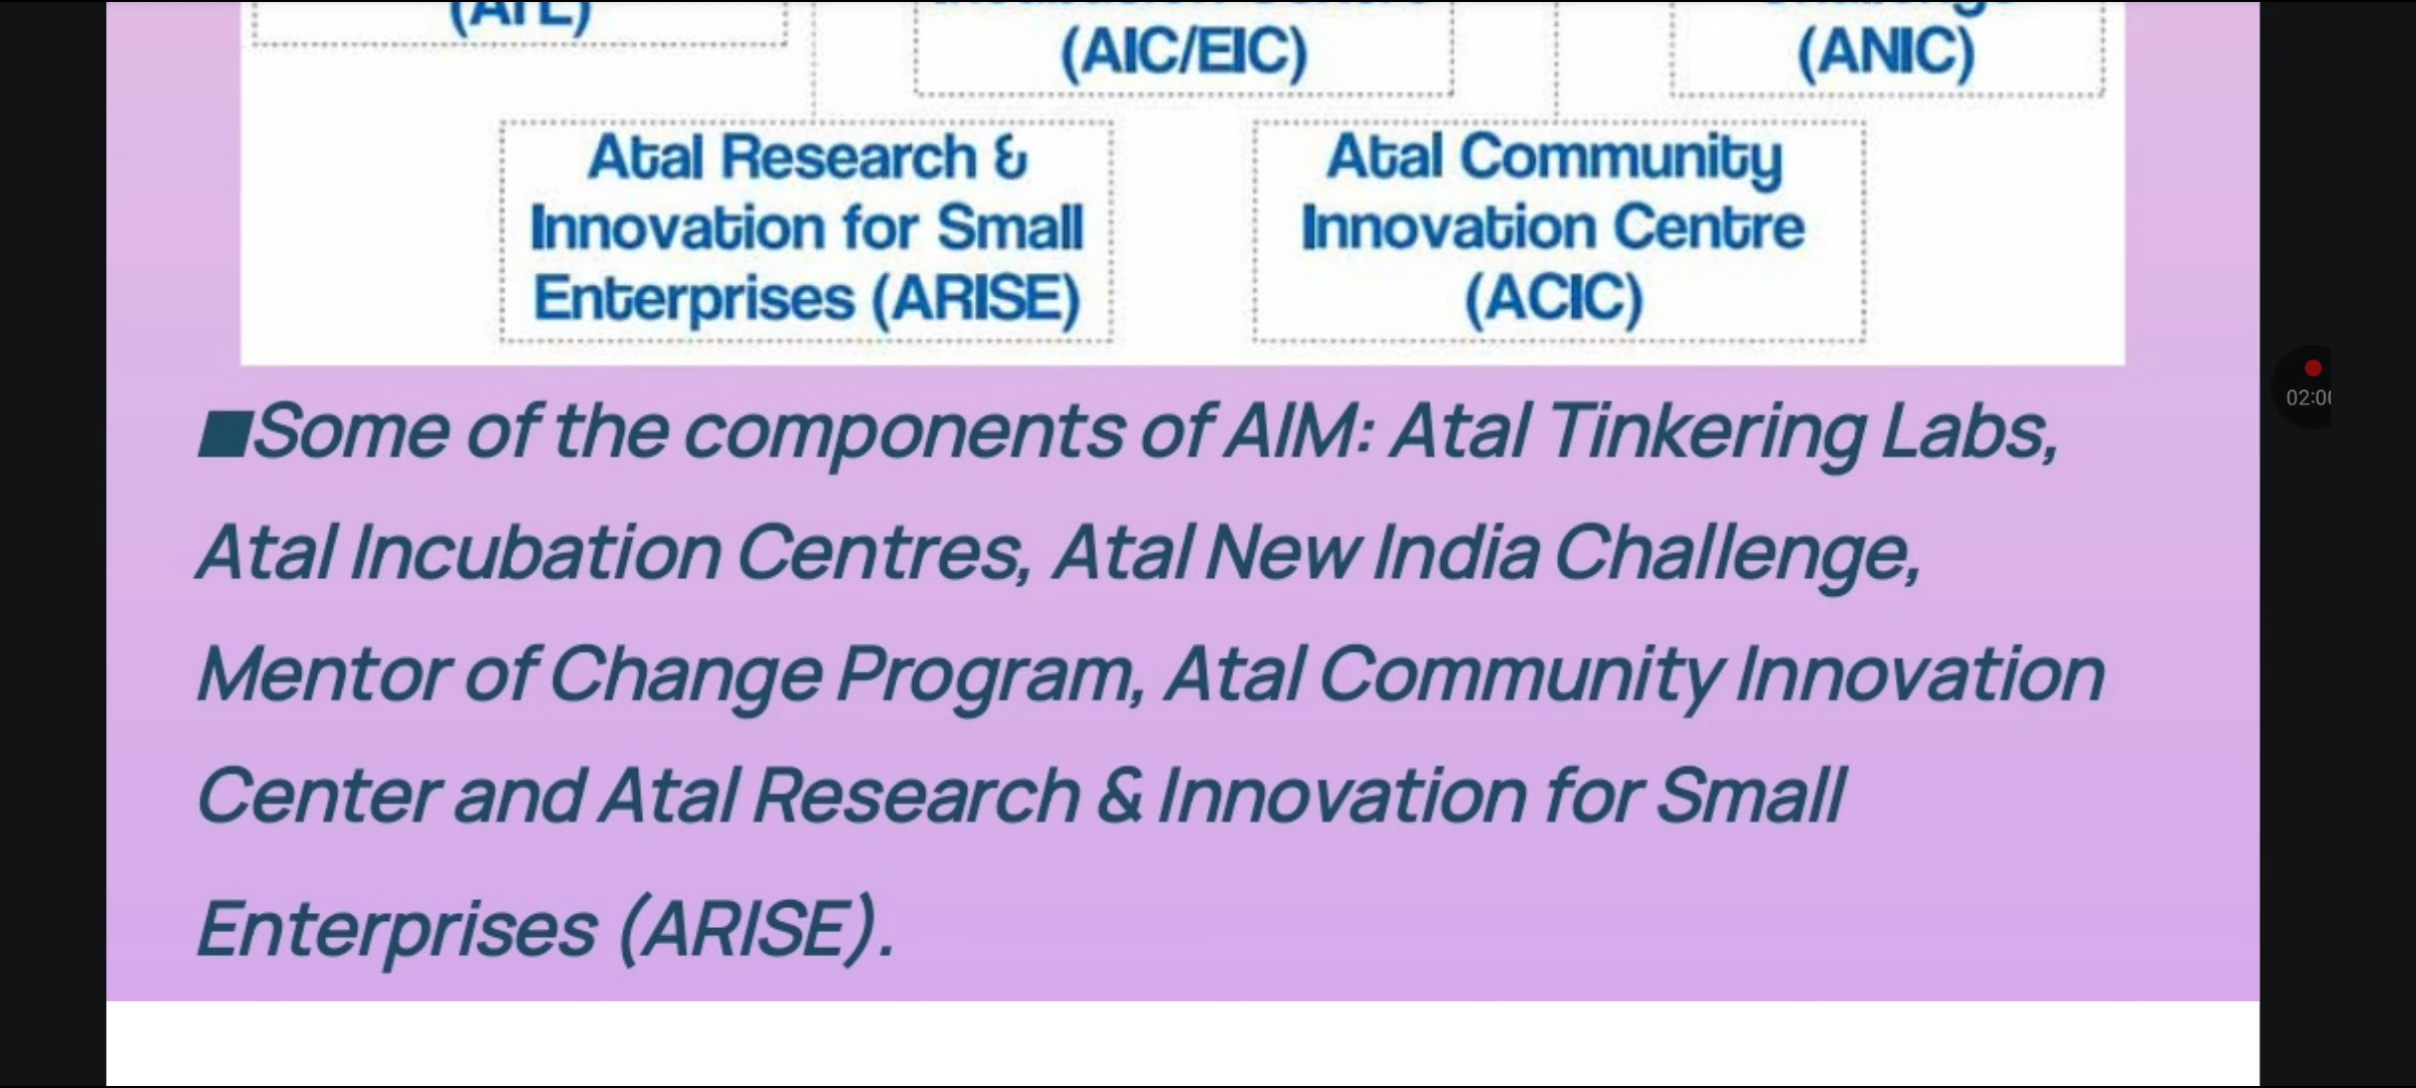 (ATL)
(AIC/EIC)
(ANIC)
Atal Research &
Innovation for Small
Enterprises (ARISE)
Atal Community
Innovation Centre
(ACIC)
■Some of the components of AIM: Atal Tinkering Labs,
Atal Incubation Centres, Atal New India Challenge,
Mentor of Change Program, Atal Community Innovation
Center and Atal Research & Innovation for Small
Enterprises (ARISE).